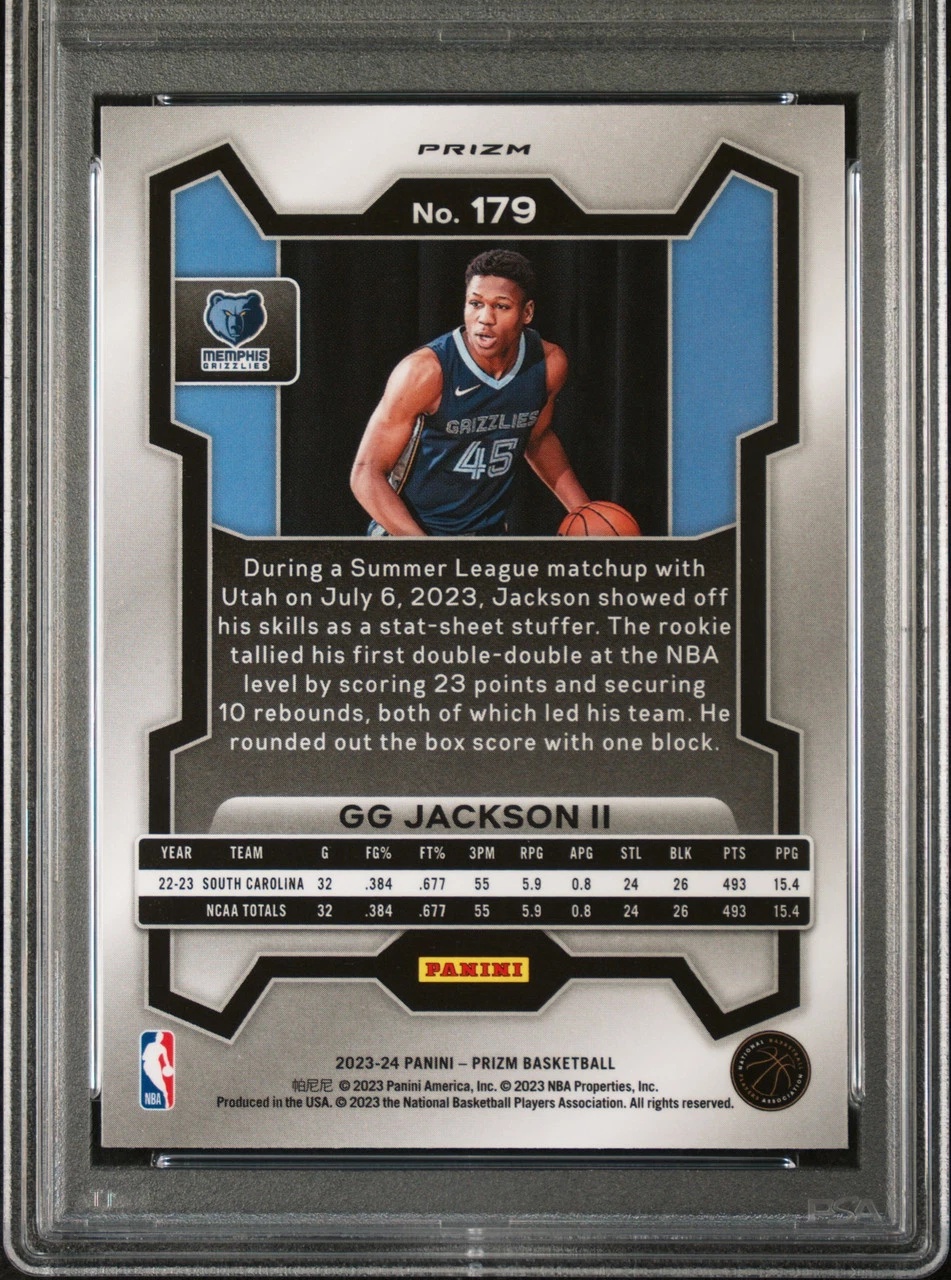 PRIZM
No. 179
MEMPHIS
GRIZZLIES
GRIZZLIES
45
During a Summer League matchup with
Utah on July 6, 2023, Jackson showed off
his skills as a stat-sheet stuffer. The rookie
tallied his first double-double at the NBA
level by scoring 23 points and securing
10 rebounds, both of which led his team. He
rounded out the box score with one block.
GG JACKSON II
YEAR TEAM G FG% FT% 3PM RPG APG STL BLK PTS PPG
22-23 SOUTH CAROLINA 32 .384 .677 55 5.9 0.8 24 26 493 15.4
NCAA TOTALS 32 .384 .677 55 5.9 0.8 24 26 493 15.4
PANINI
2023-24 PANINI – PRIZM BASKETBALL
帕尼尼 © 2023 Panini America, Inc. © 2023 NBA Properties, Inc.
Produced in the USA. © 2023 the National Basketball Players Association. All rights reserved.
NBA
NATIONAL BASKETBALL
PLAYERS ASSOCIATION
PSA